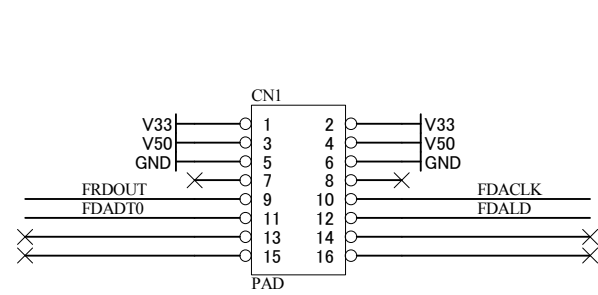 CN1
V33 1 2 V33
V50 3 4 V50
GND 5 6 GND
7 8
FRDOUT 9 10 FDACLK
FDADT0 11 12 FDALD
13 14
15 16
PAD